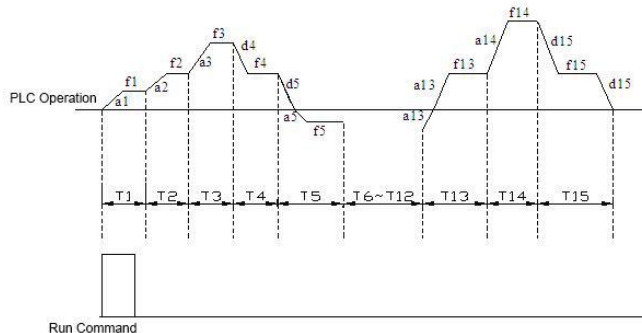 f14
f3
a14
f2
d4
f4
f13
d15
f15
f1
a3
a2
d5
a13
d15
PLC Operation
a1
a5
f5
a13
T1
T2
T3
T4
T5
T6~T12
T13
T14
T15
Run Command